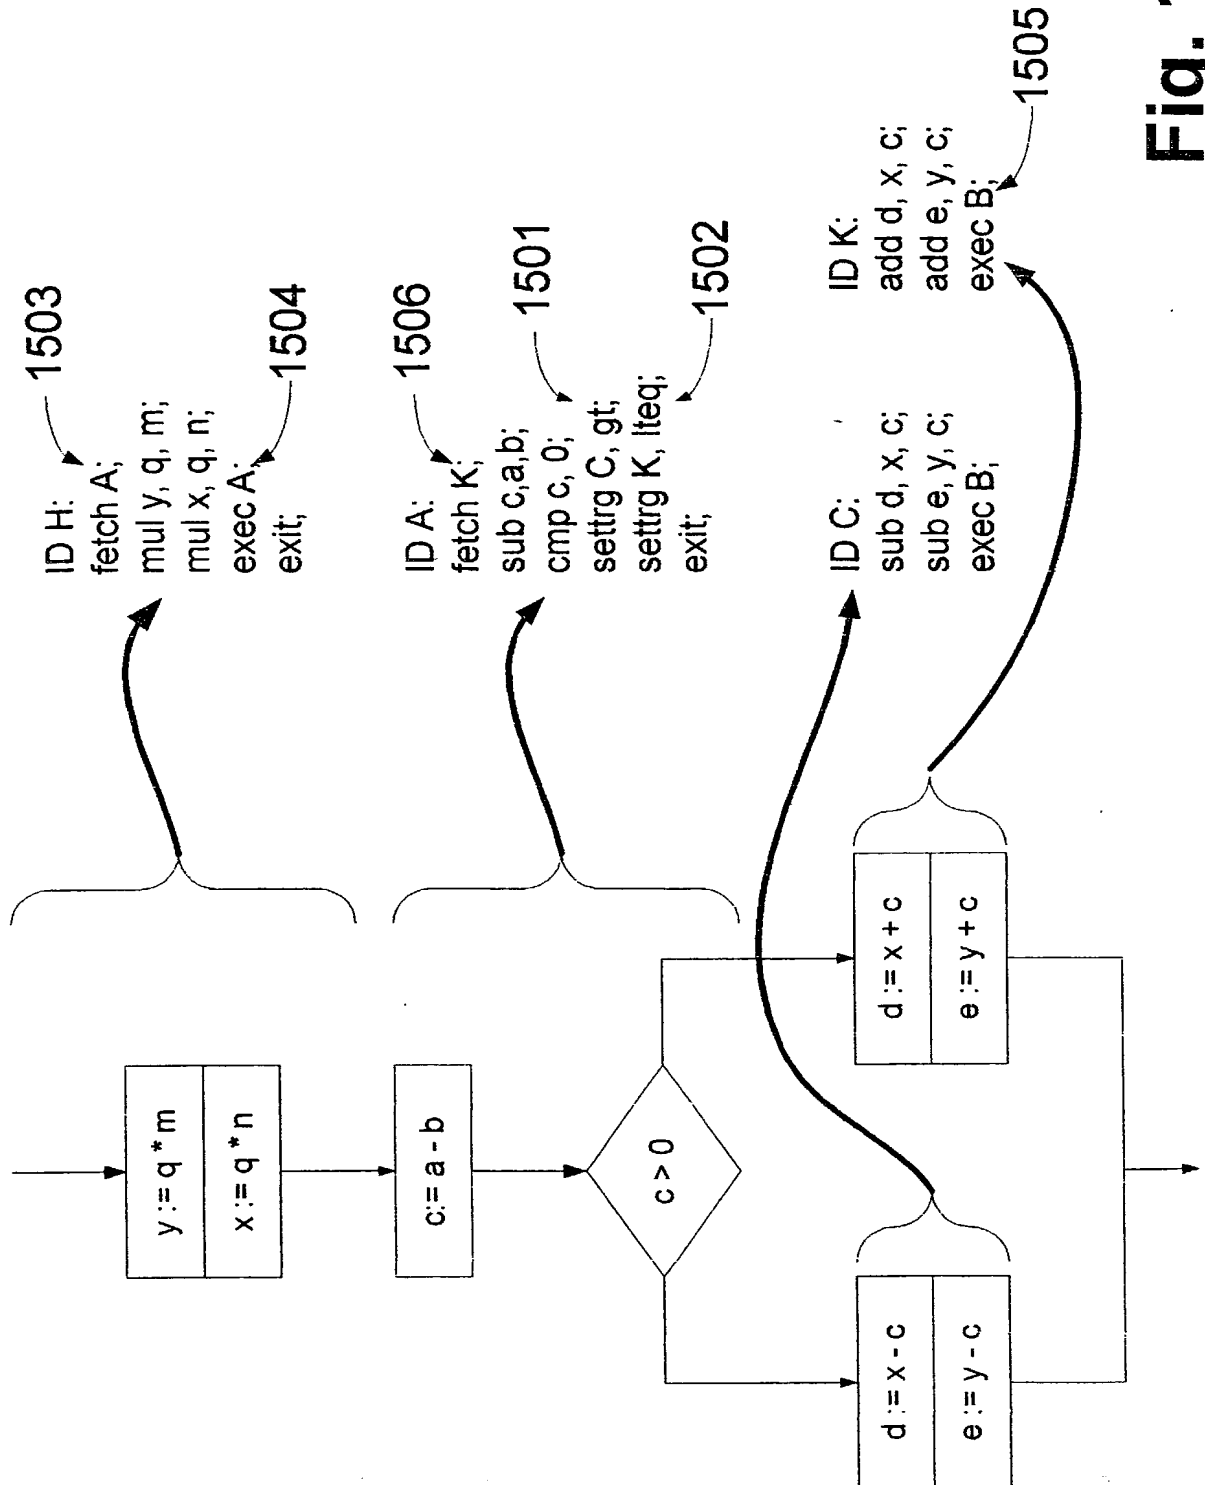 y := q * m
x := q * n
c:= a - b
c > 0
d := x - c
e := y - c
d := x + c
e := y + c
ID H:
fetch A;
mul y, q, m;
mul x, q, n;
exec A;
exit;
1503
1504
ID A:
fetch K;
sub c,a,b;
cmp c, 0;
settrg C, gt;
settrg K, lteq;
exit;
1506
1501
1502
ID C:
sub d, x, c;
sub e, y, c;
exec B;
ID K:
add d, x, c;
add e, y, c;
exec B;
1505
Fig.